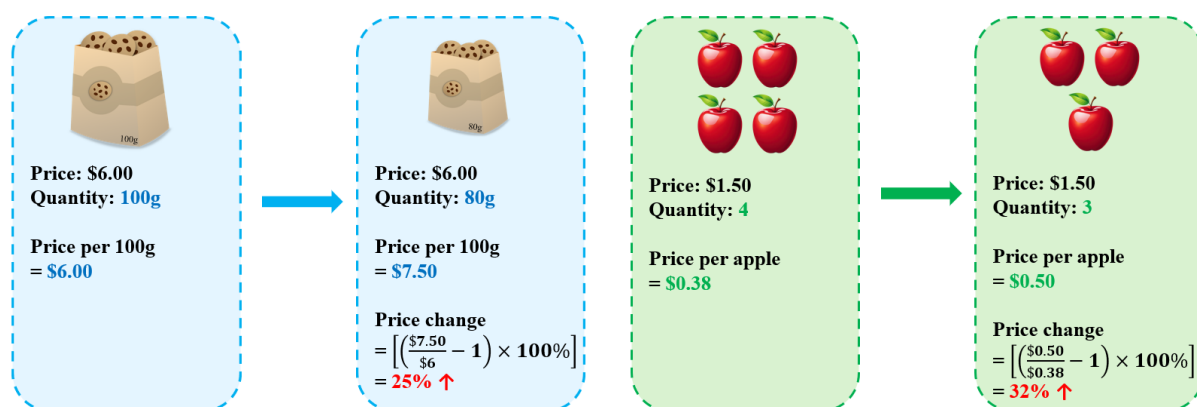 100g
Price: $6.00
Quantity: 100g
Price per 100g
= $6.00
80g
Price: $6.00
Quantity: 80g
Price per 100g
= $7.50
Price change
= [($7.50/$6 − 1) × 100%]
= 25% ↑
Price: $1.50
Quantity: 4
Price per apple
= $0.38
Price: $1.50
Quantity: 3
Price per apple
= $0.50
Price change
= [($0.50/$0.38 − 1) × 100%]
= 32% ↑